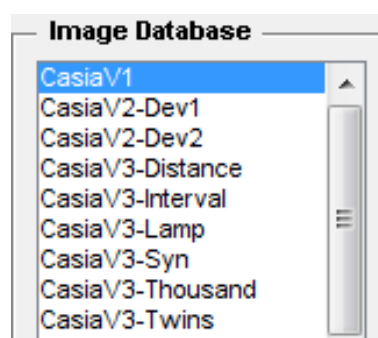 Image Database
CasiaV1
CasiaV2-Dev1
CasiaV2-Dev2
CasiaV3-Distance
CasiaV3-Interval
CasiaV3-Lamp
CasiaV3-Syn
CasiaV3-Thousand
CasiaV3-Twins